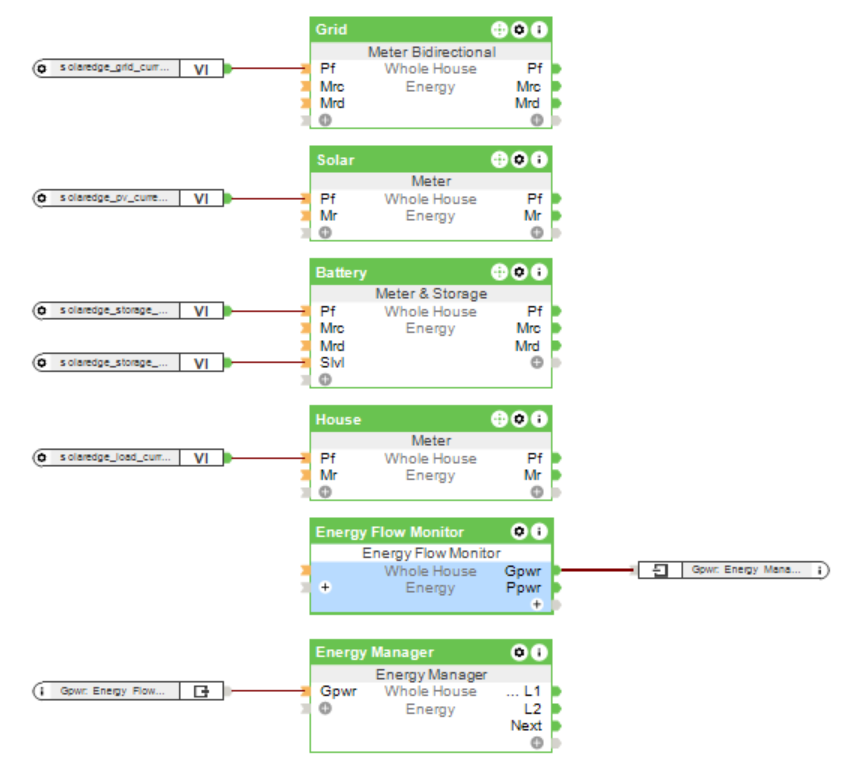 Grid
Meter Bidirectional
solaredge_grid_curr... VI Pf Whole House Pf
Mrc Energy Mrc
Mrd Mrd
Solar
Meter
solaredge_pv_curre... VI Pf Whole House Pf
Mr Energy Mr
Battery
Meter & Storage
solaredge_storage_... VI Pf Whole House Pf
Mrc Energy Mrc
Mrd Mrd
solaredge_storage_... VI Slvl
House
Meter
solaredge_load_curr... VI Pf Whole House Pf
Mr Energy Mr
Energy Flow Monitor
Energy Flow Monitor
Whole House Gpwr Gpwr: Energy Mana... i
Energy Ppwr
Energy Manager
Energy Manager
i Gpwr: Energy Flow... Gpwr Whole House ... L1
Energy L2
Next